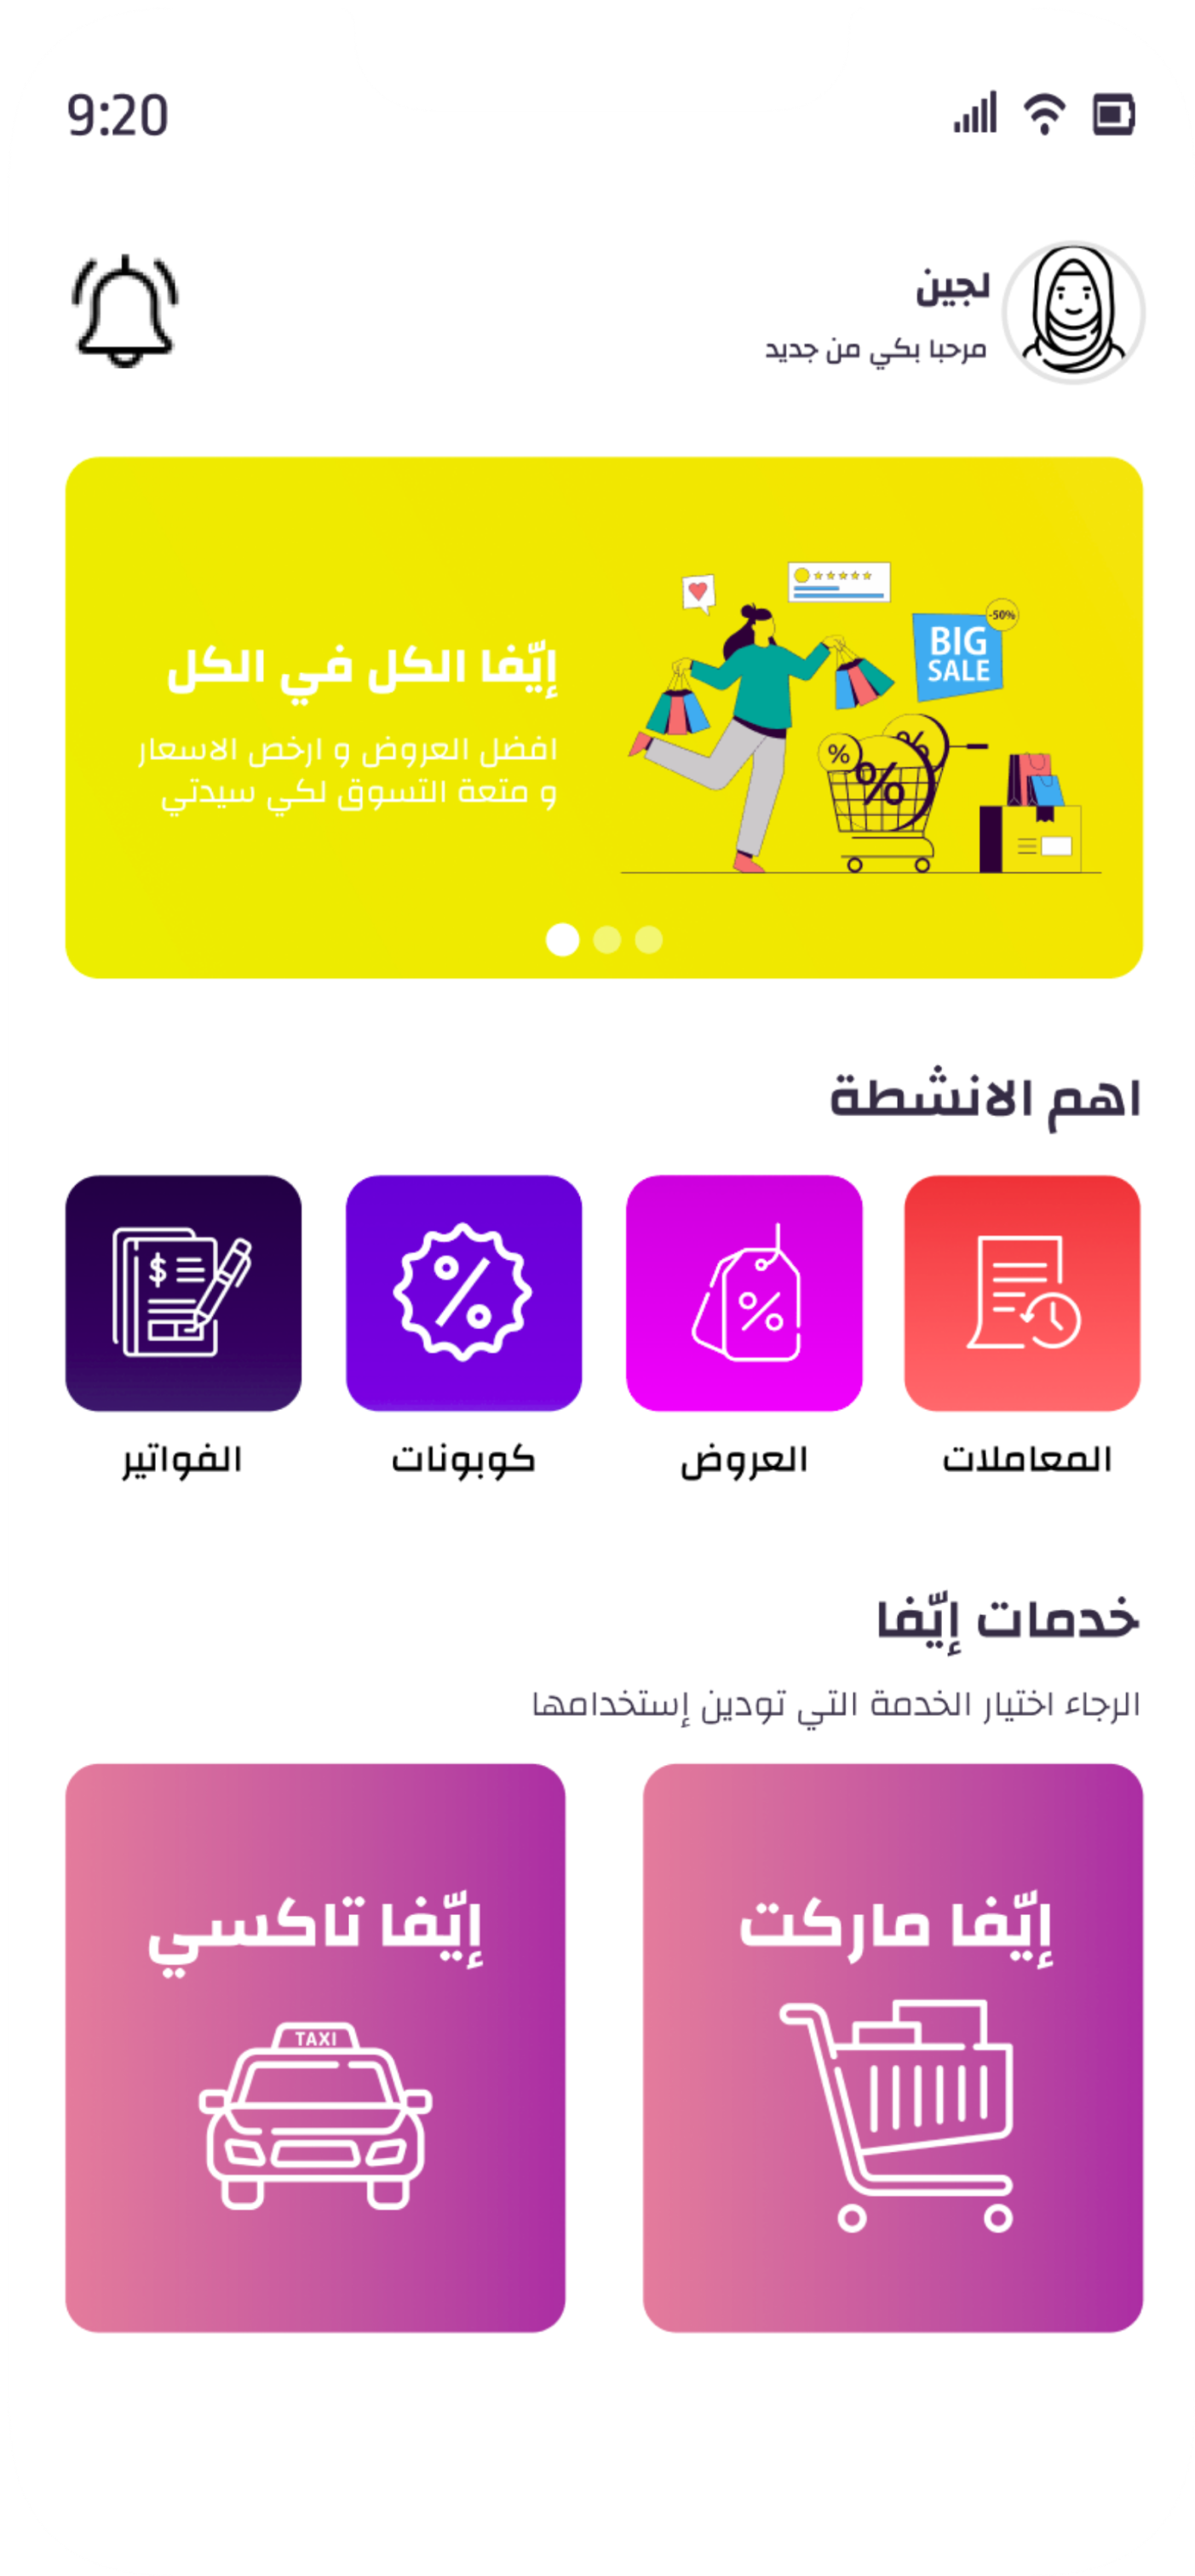 9:20
لجين
مرحبا بكي من جديد
إيّفا الكل في الكل
افضل العروض و ارخص الاسعار
و متعة التسوق لكي سيدتي
-50%
BIG
SALE
%
%
%
اهم الانشطة
المعاملات
العروض
كوبونات
الفواتير
خدمات إيّفا
الرجاء اختيار الخدمة التي تودين إستخدامها
إيّفا ماركت
إيّفا تاكسي
TAXI